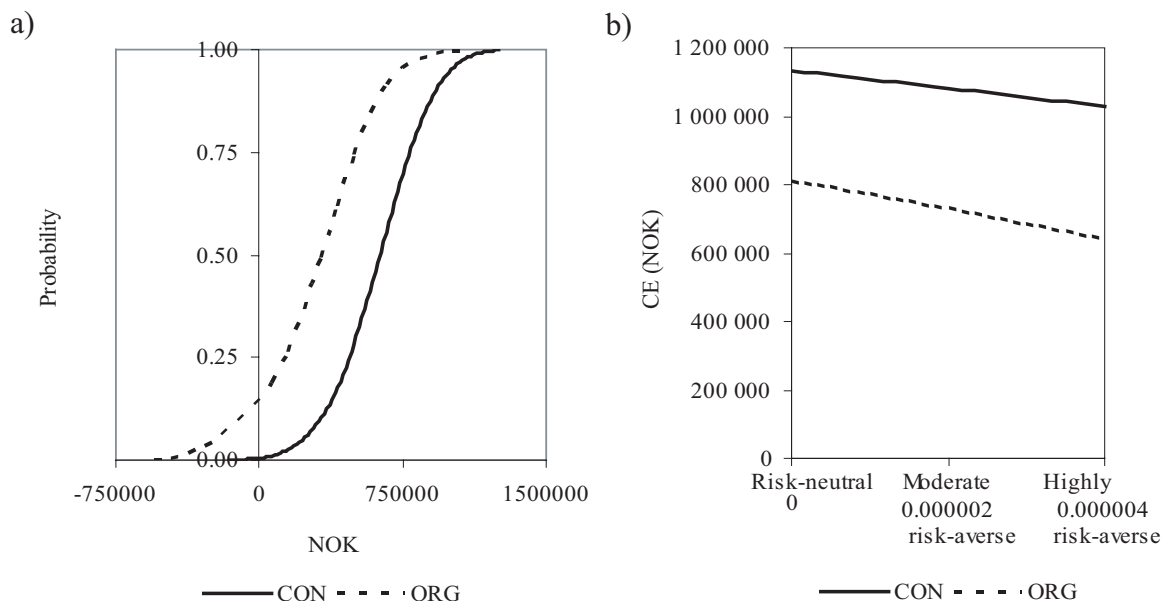 a)
1.00
0.75
0.50
0.25
0.00
Probability
-750000 0 750000 1500000
NOK
CON ORG
b)
1 200 000
1 000 000
800 000
600 000
400 000
200 000
0
CE (NOK)
Risk-neutral Moderate Highly
0 0.000002 0.000004
risk-averse risk-averse
CON ORG